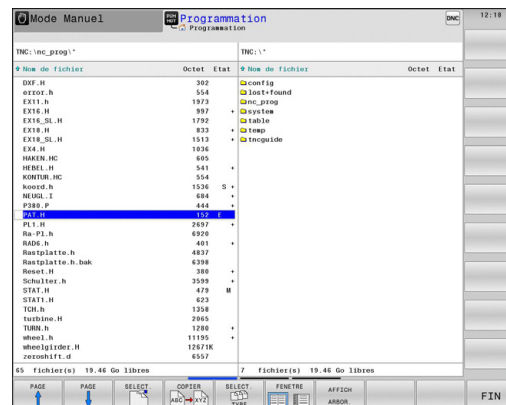 Mode Manuel
PGM MDT Programmation
Programmation
DNC
12:18
TNC:\nc_prog\*
TNC:\*
Nom de fichier Octet Etat
Nom de fichier Octet Etat
DXF.H 302
error.h 554
EX11.h 1973
EX16.H 997 +
EX16_SL.H 1792
EX18.H 833 +
EX18_SL.H 1513 +
EX4.H 1036
HAKEN.HC 605
HEBEL.H 541 +
KONTUR.HC 554
koord.h 1536 S +
NEUGL.I 684 +
P380.P 444 +
PAT.H 152 E
PL1.H 2697 +
Ra-Pl.h 6920
RAD6.h 401 +
Rastplatte.h 4837
Rastplatte.h.bak 6398
Reset.H 380 +
Schulter.h 3599 +
STAT.H 479 M
STAT1.H 623
TCH.h 1358
turbine.H 2065
TURN.h 1280 +
wheel.h 11195 +
wheelgirder.H 12671K
zeroshift.d 6557
config
lost+found
nc_prog
system
table
temp
tncguide
65 fichier(s) 19.46 Go libres
7 fichier(s) 19.46 Go libres
PAGE
PAGE
SELECT.
COPIER
ABC XYZ
SELECT.
TYPE
FENETRE
AFFICH
ARBOR.
FIN